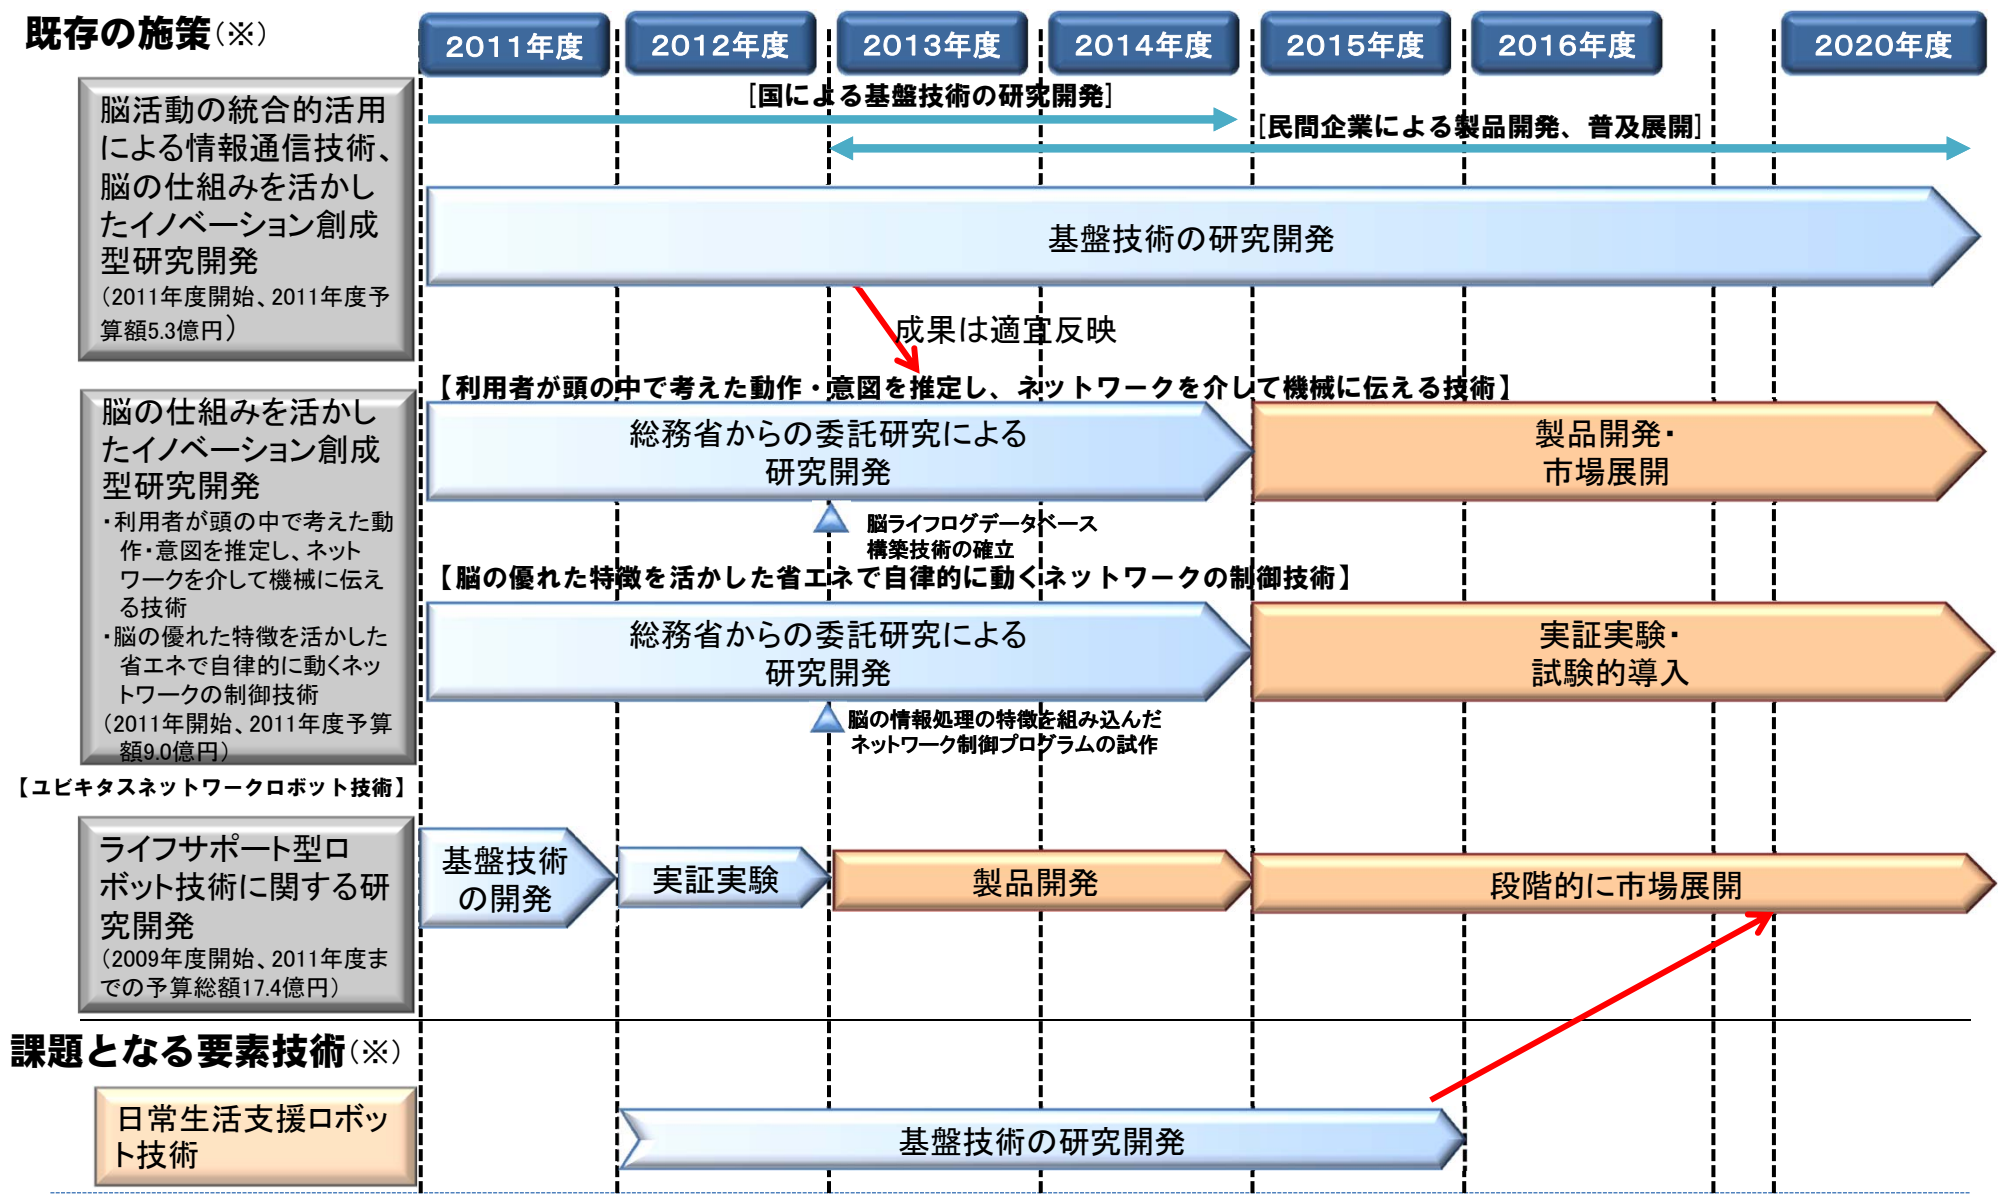 既存の施策(※)
2011年度
2012年度
2013年度
2014年度
2015年度
2016年度
2020年度
[国による基盤技術の研究開発]
[民間企業による製品開発、普及展開]
脳活動の統合的活用
による情報通信技術、
脳の仕組みを活かし
たイノベーション創成
型研究開発
(2011年度開始、2011年度予
算額5.3億円)
基盤技術の研究開発
成果は適宜反映
【利用者が頭の中で考えた動作・意図を推定し、ネットワークを介して機械に伝える技術】
脳の仕組みを活かし
たイノベーション創成
型研究開発
・利用者が頭の中で考えた動
作・意図を推定し、ネット
ワークを介して機械に伝え
る技術
・脳の優れた特徴を活かした
省エネで自律的に動くネッ
トワークの制御技術
(2011年開始、2011年度予算
額9.0億円)
総務省からの委託研究による
研究開発
製品開発・
市場展開
脳ライフログデータベース
構築技術の確立
【脳の優れた特徴を活かした省エネで自律的に動くネットワークの制御技術】
総務省からの委託研究による
研究開発
実証実験・
試験的導入
脳の情報処理の特徴を組み込んだ
ネットワーク制御プログラムの試作
【ユビキタスネットワークロボット技術】
ライフサポート型ロ
ボット技術に関する研
究開発
(2009年度開始、2011年度ま
での予算総額17.4億円)
基盤技術
の開発
実証実験
製品開発
段階的に市場展開
課題となる要素技術(※)
日常生活支援ロボッ
ト技術
基盤技術の研究開発